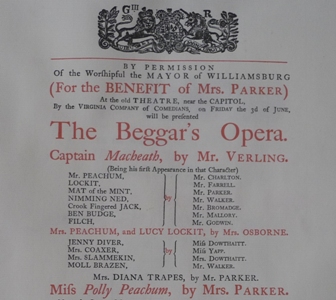 G III R
BY PERMISSION
Of the Worshipful the MAYOR of WILLIAMSBURG
(For the BENEFIT of Mrs. PARKER)
At the old THEATRE, near the CAPITOL,
By the VIRGINIA COMPANY OF COMEDIANS, on FRIDAY the 3d of JUNE,
will be presented
The Beggar's Opera.
Captain Macheath, by Mr. VERLING.
(Being his first Appearance in that Character)
Mr. PEACHUM, Mr. CHARLTON.
LOCKIT, Mr. FARRELL.
MAT of the MINT, Mr. PARKER.
NIMMING NED, by Mr. WALKER.
Crook Fingered JACK, Mr. BROMADGE.
BEN BUDGE, Mr. MALLORY.
FILCH, Mr. GODWIN.
Mrs. PEACHUM, and LUCY LOCKIT, by Mrs. OSBORNE.
JENNY DIVER, Miss DOWTHAITT.
Mrs. COAXER, by Miss YAPP.
Mrs. SLAMMEKIN, Mrs. DOWTHAITT.
MOLL BRAZEN, Mr. WALKER.
Mrs. DIANA TRAPES, by Mr. PARKER.
Miss Polly Peachum, by Mrs. PARKER.